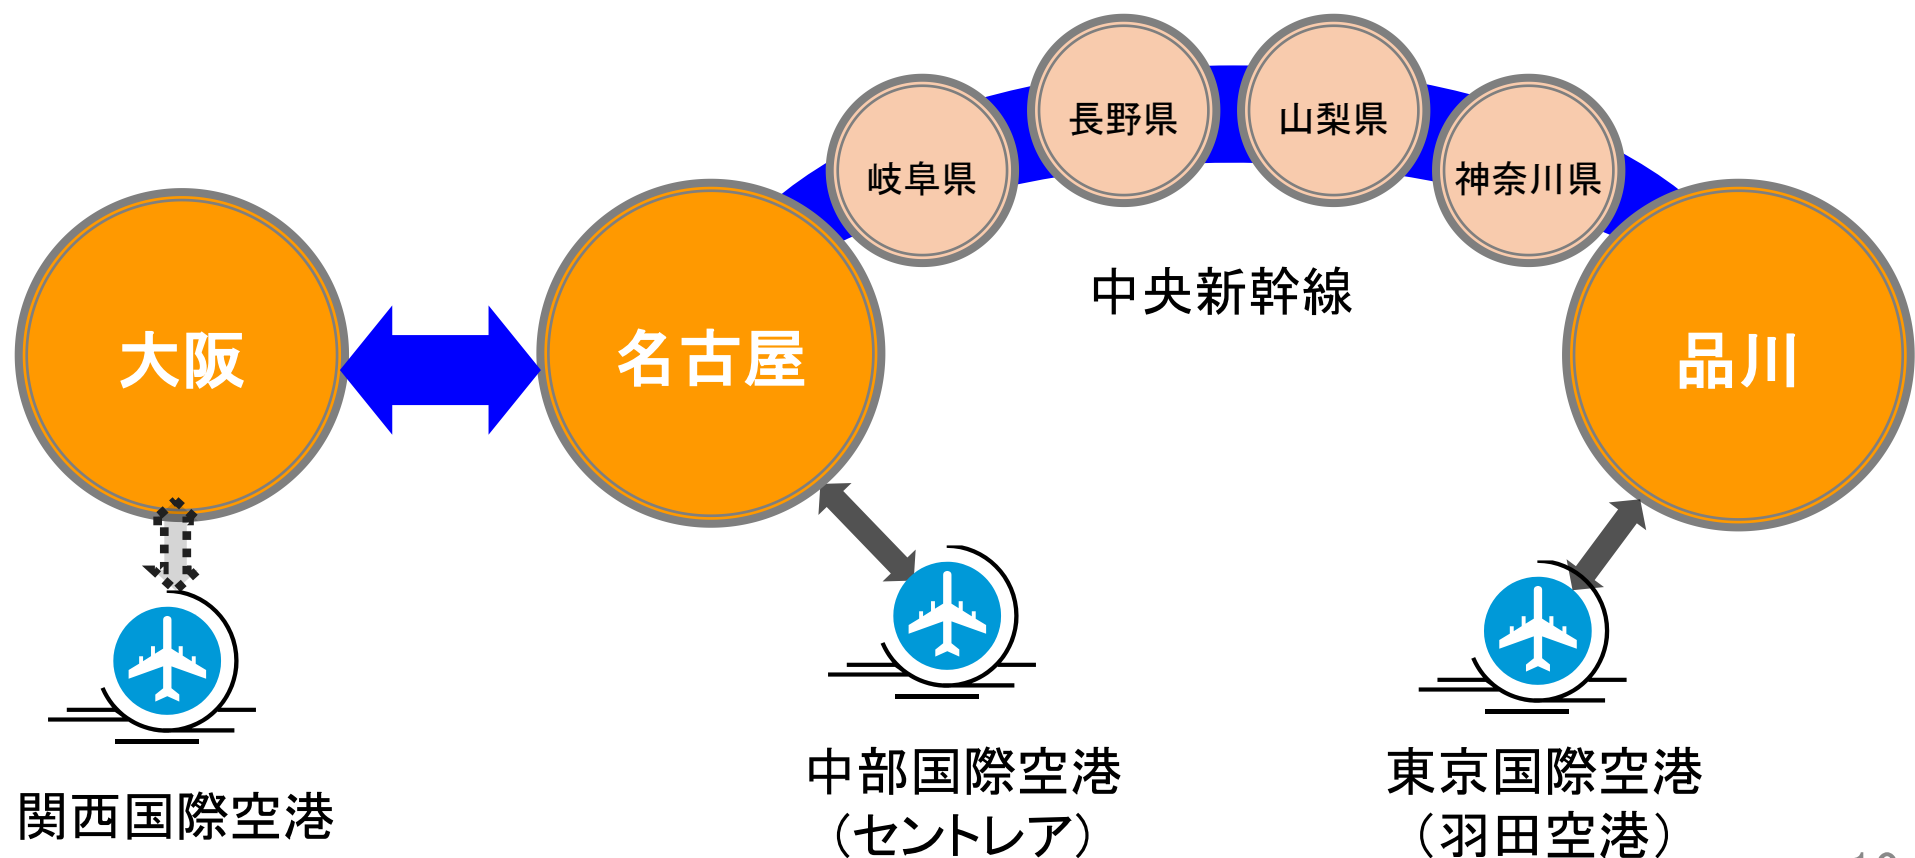 長野県
山梨県
岐阜県
神奈川県
中央新幹線
大阪
名古屋
品川
関西国際空港
中部国際空港
（セントレア）
東京国際空港
（羽田空港）